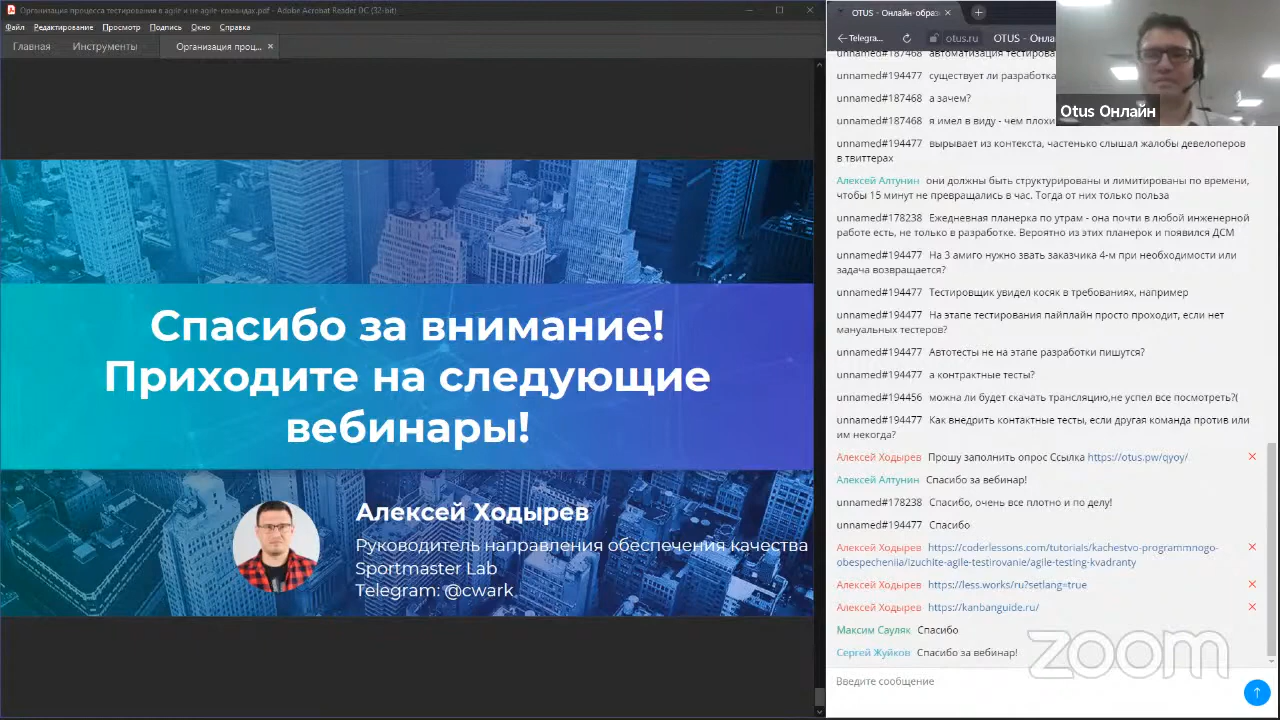 Организация процесса тестирования в agile и не agile-командах.pdf - Adobe Acrobat Reader DC (32-bit)
Файл Редактирование Просмотр Подпись Окно Справка
Главная Инструменты Организация проц... ×
Спасибо за внимание!
Приходите на следующие
вебинары!
Алексей Ходырев
Руководитель направления обеспечения качества
Sportmaster Lab
Telegram: @cwark
OTUS - Онлайн-образ
Telegra... otus.ru OTUS - Онла
Otus Онлайн
unnamed#187468 автоматизация тестирова
unnamed#194477 существует ли разработка
unnamed#187468 а зачем?
unnamed#187468 я имел в виду - чем плохи
unnamed#194477 вырывает из контекста, частенько слышал жалобы девелоперов
в твиттерах
Алексей Алтунин они должны быть структурированы и лимитированы по времени,
чтобы 15 минут не превращались в час. Тогда от них только польза
unnamed#178238 Ежедневная планерка по утрам - она почти в любой инженерной
работе есть, не только в разработке. Вероятно из этих планерок и появился ДСМ
unnamed#194477 На 3 амиго нужно звать заказчика 4-м при необходимости или
задача возвращается?
unnamed#194477 Тестировщик увидел косяк в требованиях, например
unnamed#194477 На этапе тестирования пайплайн просто проходит, если нет
мануальных тестеров?
unnamed#194477 Автотесты не на этапе разработки пишутся?
unnamed#194477 а контрактные тесты?
unnamed#194456 можна ли будет скачать трансляцию,не успел все посмотреть?(
unnamed#194477 Как внедрить контактные тесты, если другая команда против или
им некогда?
Алексей Ходырев Прошу заполнить опрос Ссылка https://otus.pw/qyoy/
Алексей Алтунин Спасибо за вебинар!
unnamed#178238 Спасибо, очень все плотно и по делу!
unnamed#194477 Спасибо
Алексей Ходырев https://coderlessons.com/tutorials/kachestvo-programmnogo-
obespecheniia/izuchite-agile-testirovanie/agile-testing-kvadranty
Алексей Ходырев https://less.works/ru?setlang=true
Алексей Ходырев https://kanbanguide.ru/
Максим Сауляк Спасибо
Сергей Жуйков Спасибо за вебинар!
zoom
Введите сообщение